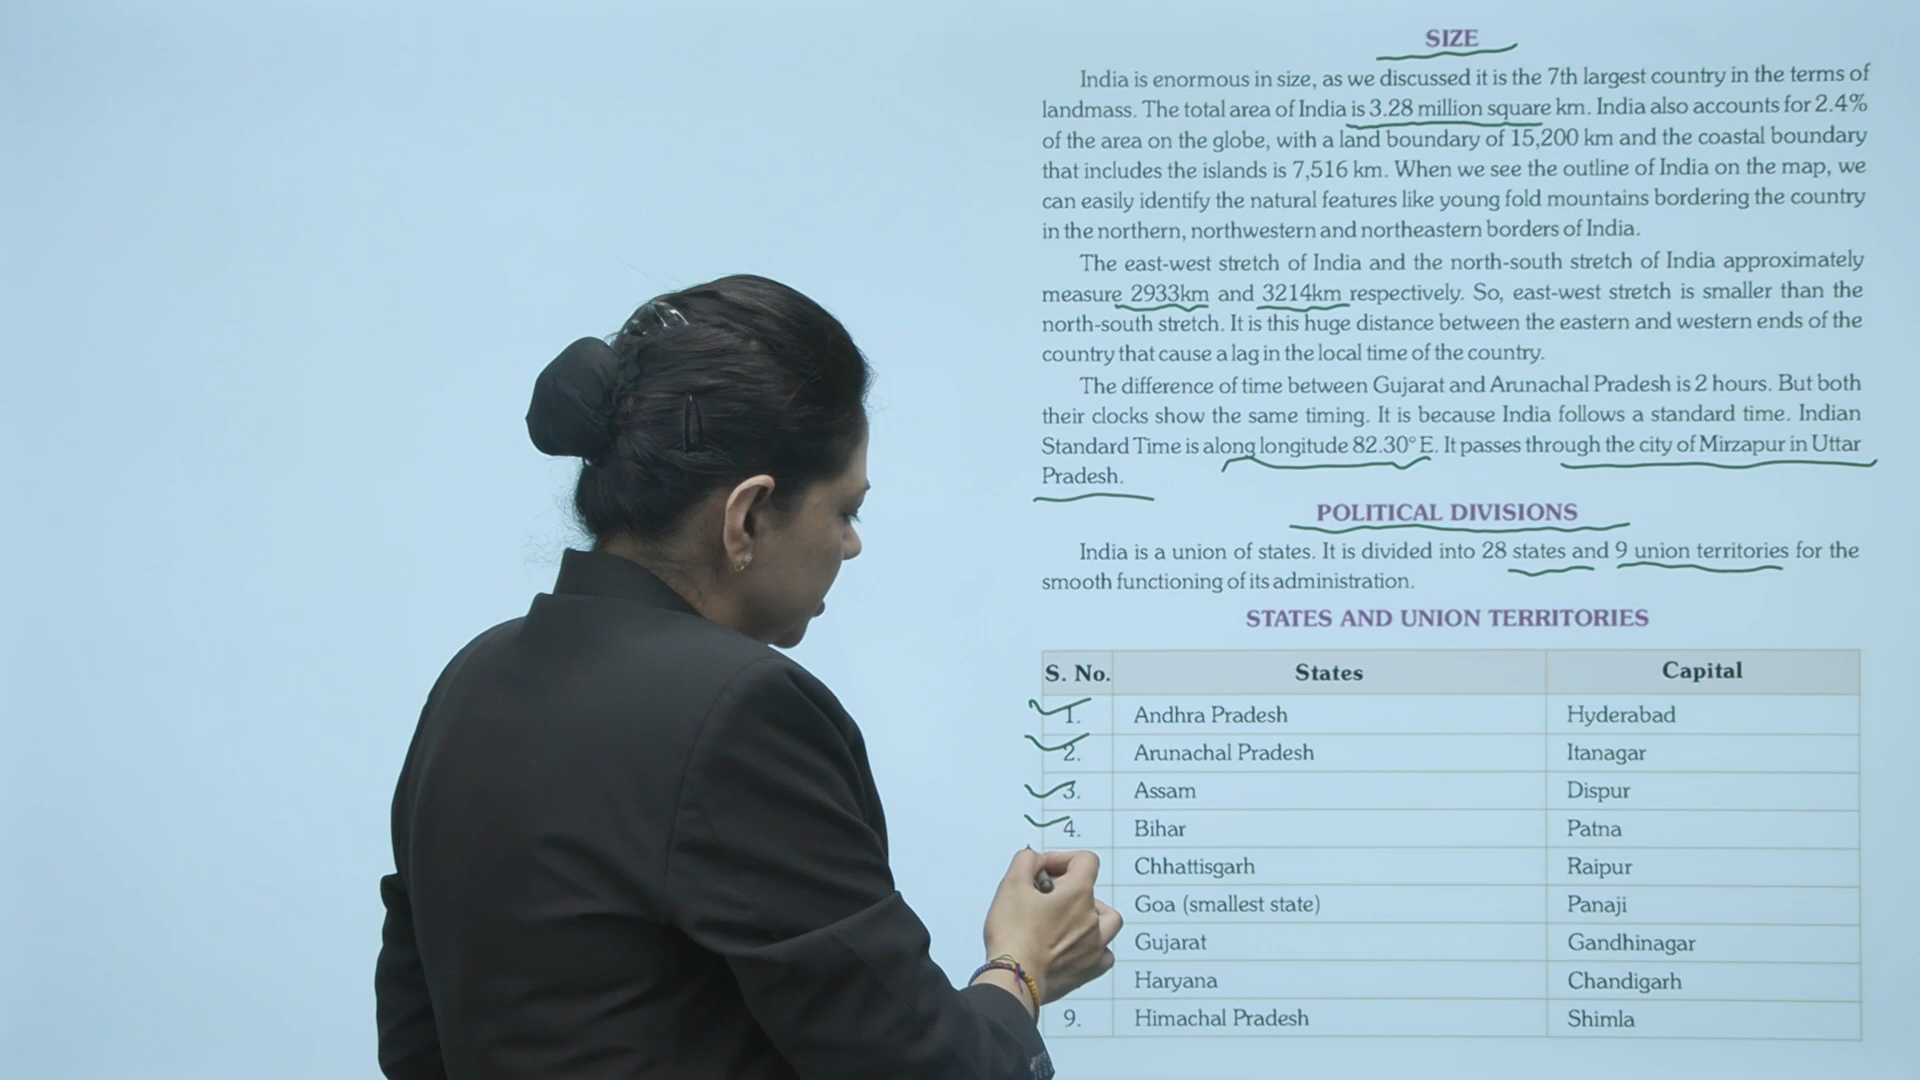 SIZE
India is enormous in size, as we discussed it is the 7th largest country in the terms of
landmass. The total area of India is 3.28 million square km. India also accounts for 2.4%
of the area on the globe, with a land boundary of 15,200 km and the coastal boundary
that includes the islands is 7,516 km. When we see the outline of India on the map, we
can easily identify the natural features like young fold mountains bordering the country
in the northern, northwestern and northeastern borders of India.
The east-west stretch of India and the north-south stretch of India approximately
measure 2933km and 3214km respectively. So, east-west stretch is smaller than the
north-south stretch. It is this huge distance between the eastern and western ends of the
country that cause a lag in the local time of the country.
The difference of time between Gujarat and Arunachal Pradesh is 2 hours. But both
their clocks show the same timing. It is because India follows a standard time. Indian
Standard Time is along longitude 82.30° E. It passes through the city of Mirzapur in Uttar
Pradesh.
POLITICAL DIVISIONS
India is a union of states. It is divided into 28 states and 9 union territories for the
smooth functioning of its administration.
STATES AND UNION TERRITORIES
S. No. States Capital
1. Andhra Pradesh Hyderabad
2. Arunachal Pradesh Itanagar
3. Assam Dispur
4. Bihar Patna
Chhattisgarh Raipur
Goa (smallest state) Panaji
Gujarat Gandhinagar
Haryana Chandigarh
9. Himachal Pradesh Shimla